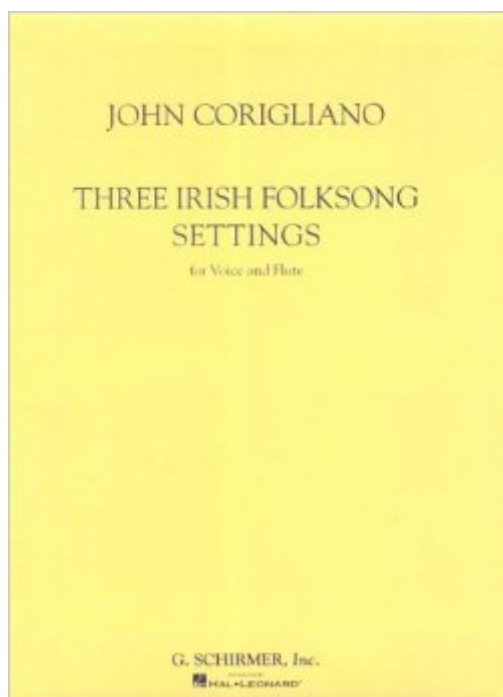 JOHN CORIGLIANO
THREE IRISH FOLKSONG
SETTINGS
for Voice and Flute
G. SCHIRMER, Inc.
HAL•LEONARD